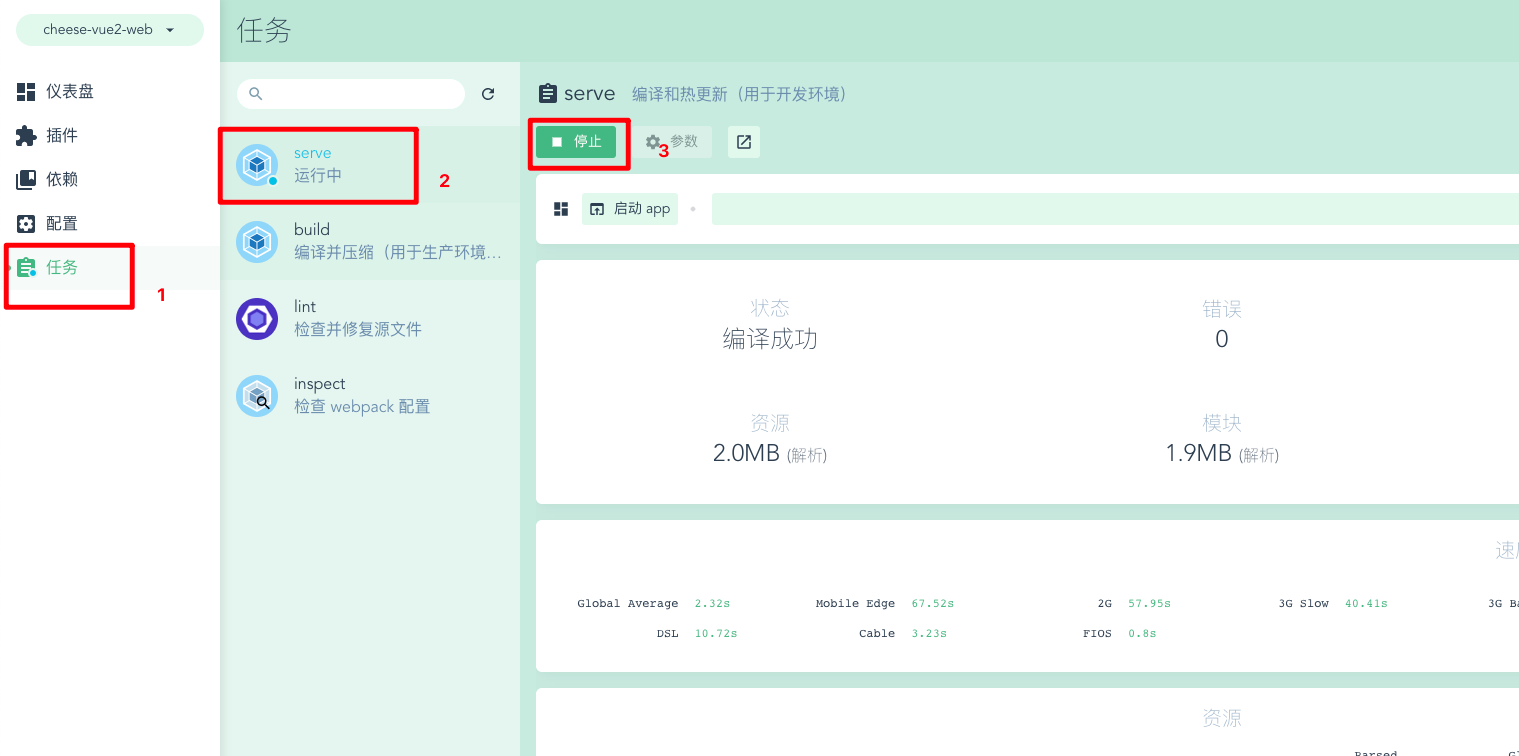 cheese-vue2-web
仪表盘
插件
依赖
配置
任务
1
任务
serve
运行中
2
build
编译并压缩（用于生产环境…
lint
检查并修复源文件
inspect
检查 webpack 配置
serve 编译和热更新（用于开发环境）
停止 参数
3
启动 app
状态 错误
编译成功 0
资源 模块
2.0MB (解析) 1.9MB (解析)
Global Average 2.32s Mobile Edge 67.52s 2G 57.95s 3G Slow 40.41s 3G
DSL 10.72s Cable 3.23s FIOS 0.8s
资源